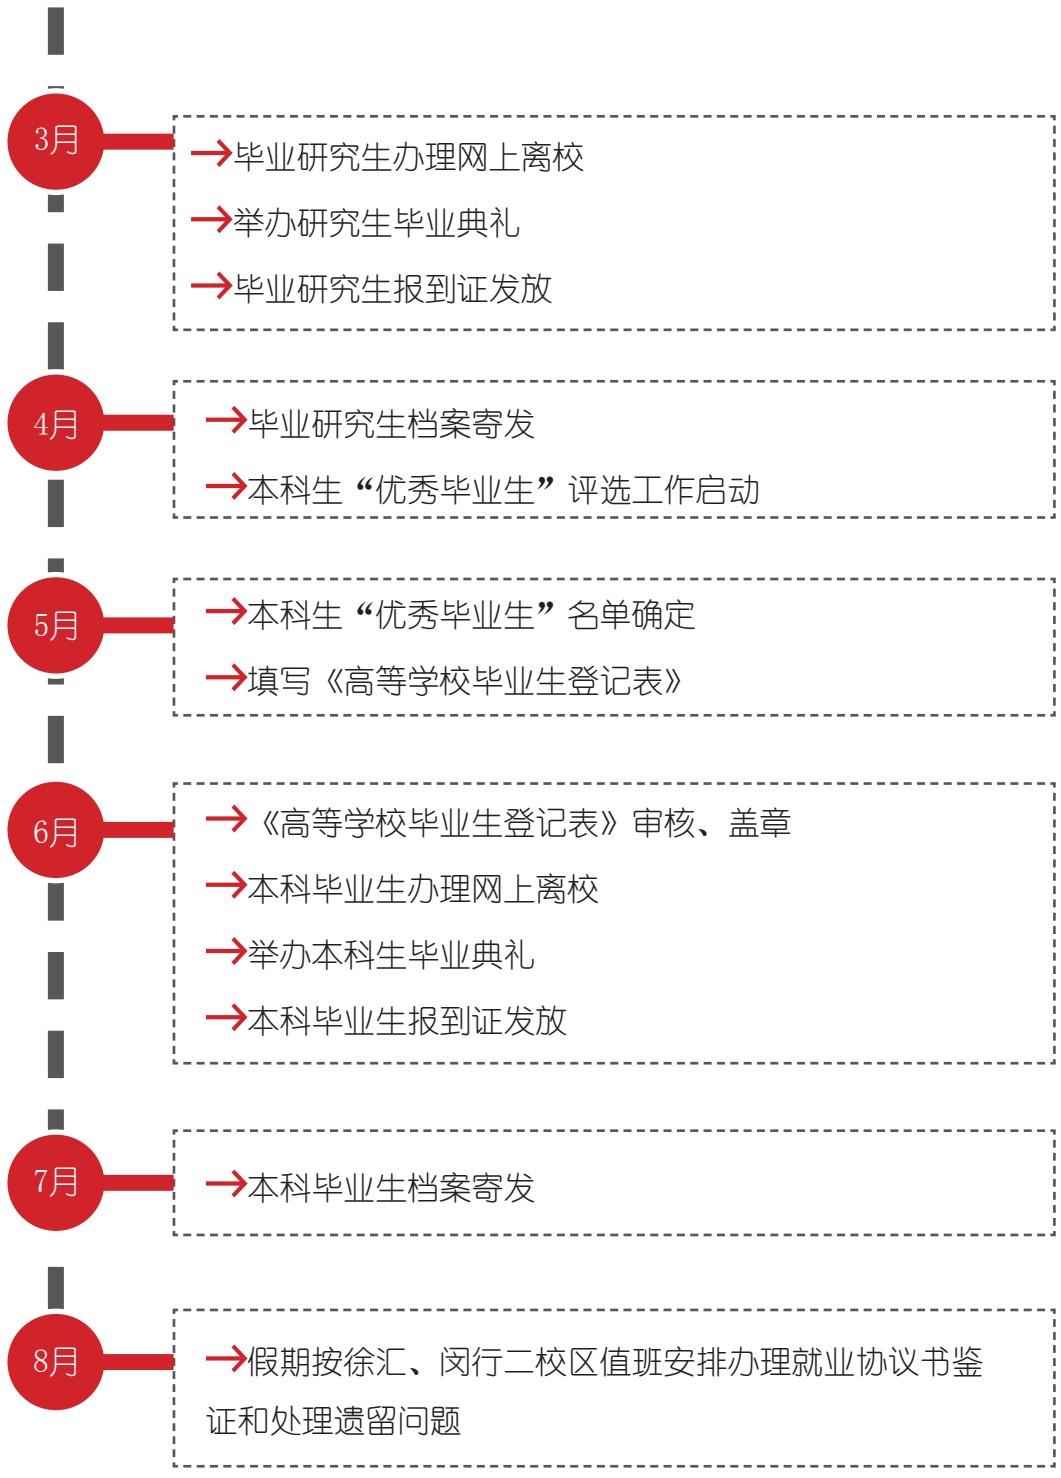 3月
→毕业研究生办理网上离校
→举办研究生毕业典礼
→毕业研究生报到证发放
4月
→毕业研究生档案寄发
→本科生“优秀毕业生”评选工作启动
5月
→本科生“优秀毕业生”名单确定
→填写《高等学校毕业生登记表》
6月
→《高等学校毕业生登记表》审核、盖章
→本科毕业生办理网上离校
→举办本科生毕业典礼
→本科毕业生报到证发放
7月
→本科毕业生档案寄发
8月
→假期按徐汇、闵行二校区值班安排办理就业协议书鉴
证和处理遗留问题